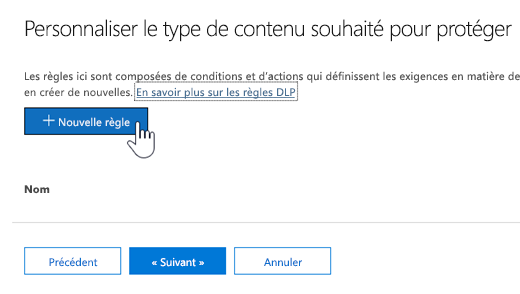 Personnaliser le type de contenu souhaité pour protéger
Les règles ici sont composées de conditions et d'actions qui définissent les exigences en matière de
en créer de nouvelles. En savoir plus sur les règles DLP
+ Nouvelle règle
Nom
Précédent
« Suivant »
Annuler